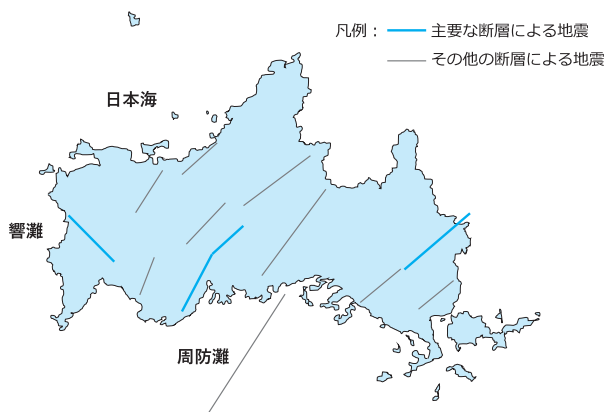 凡例： 主要な断層による地震
その他の断層による地震
日本海
響灘
周防灘